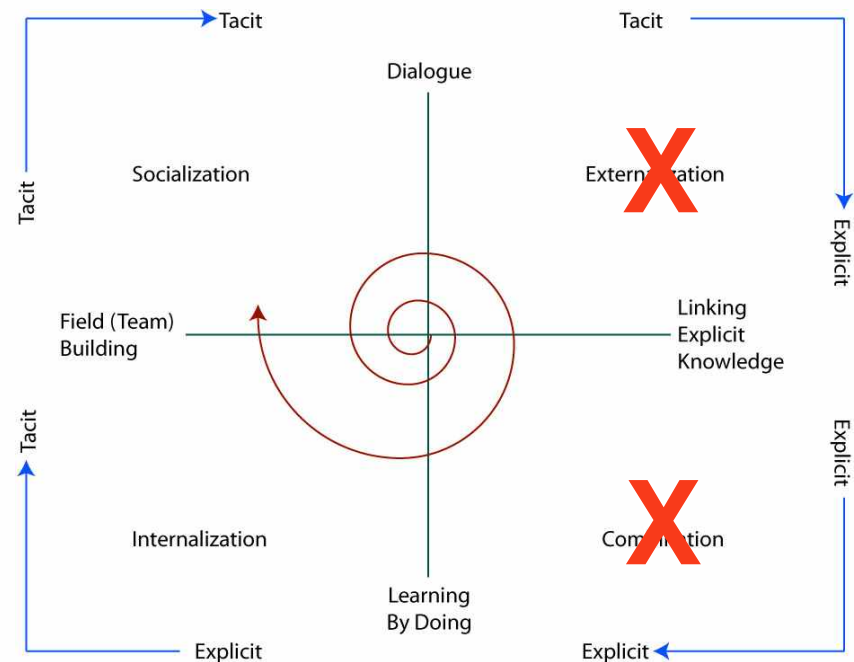 Tacit
Tacit
Dialogue
Socialization
Externalization
X
Tacit
Explicit
Field (Team)
Building
Linking
Explicit
Knowledge
Tacit
Explicit
Internalization
X
Learning
By Doing
Explicit
Explicit